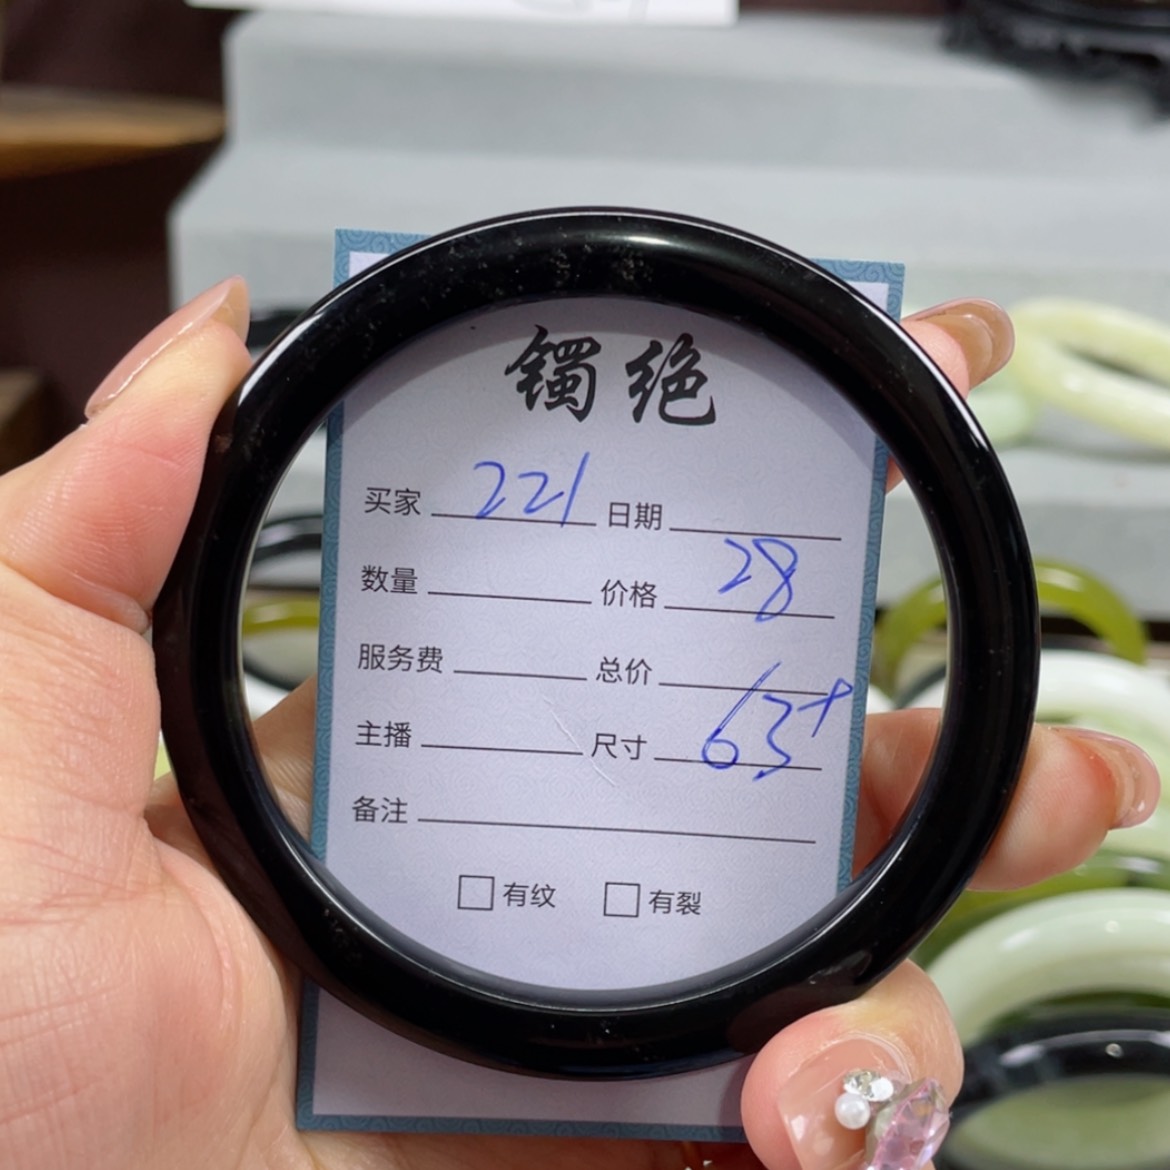 镯绝
买家 221 日期
数量 价格 28
服务费 总价
主播 尺寸 63+
备注
有纹 有裂